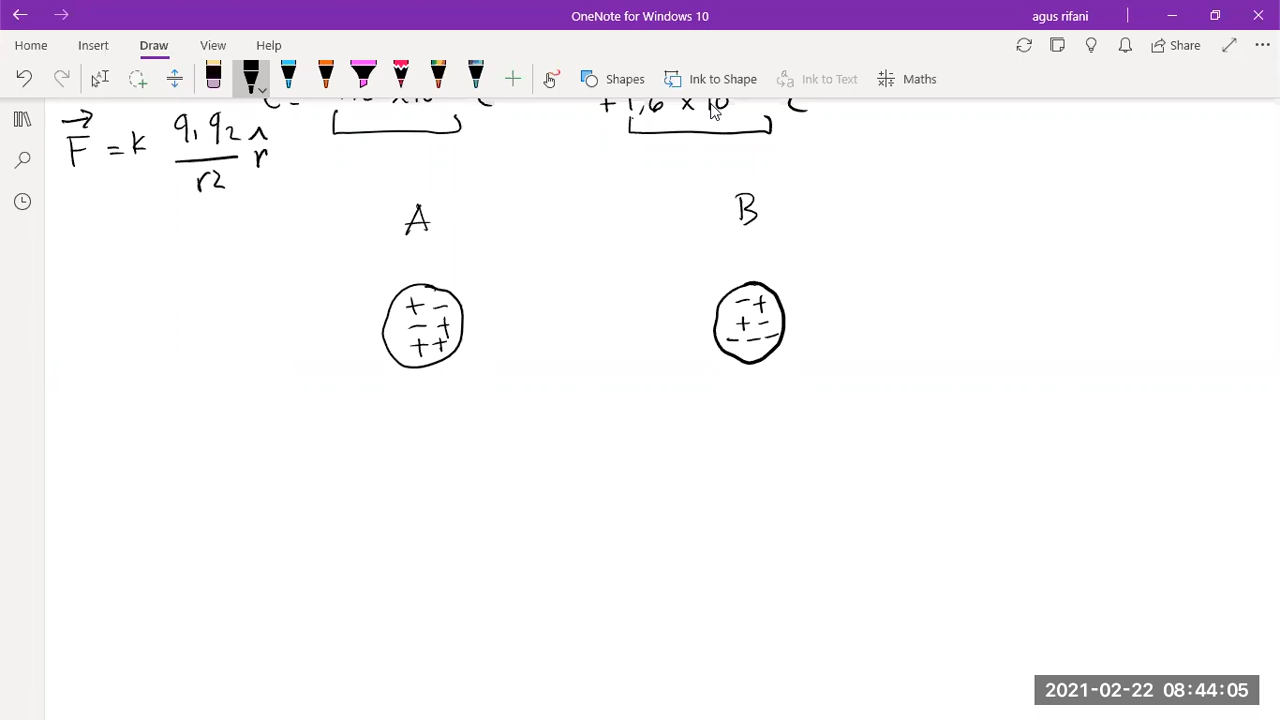 OneNote for Windows 10
agus rifani
Home Insert Draw View Help
Share
Shapes Ink to Shape Ink to Text Maths
+1,6 x 10 C
F = k q1 q2 r
r2
A B
+ - - +
- + + -
+ + - - -
2021-02-22 08:44:05